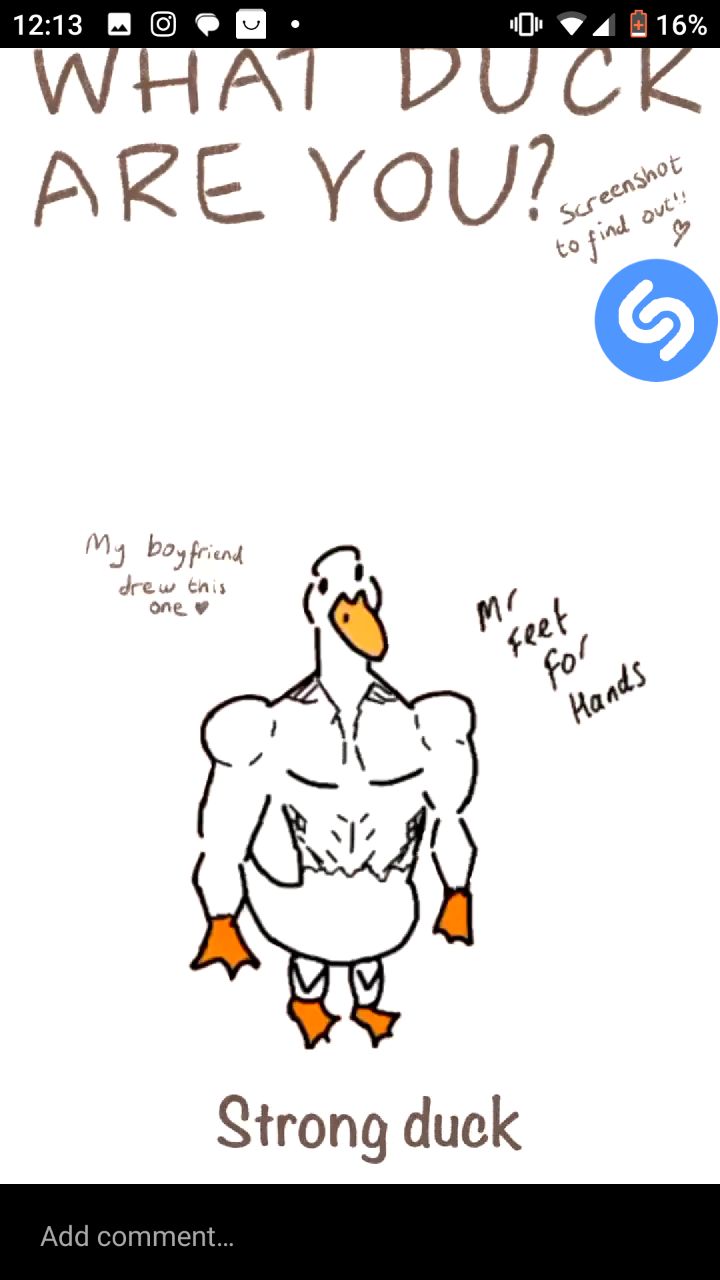 12:13
16%
WHAT DUCK
ARE YOU?
Screenshot
to find out!!
My boyfriend
drew this
one
Mr
Feet
For
Hands
Strong duck
Add comment...